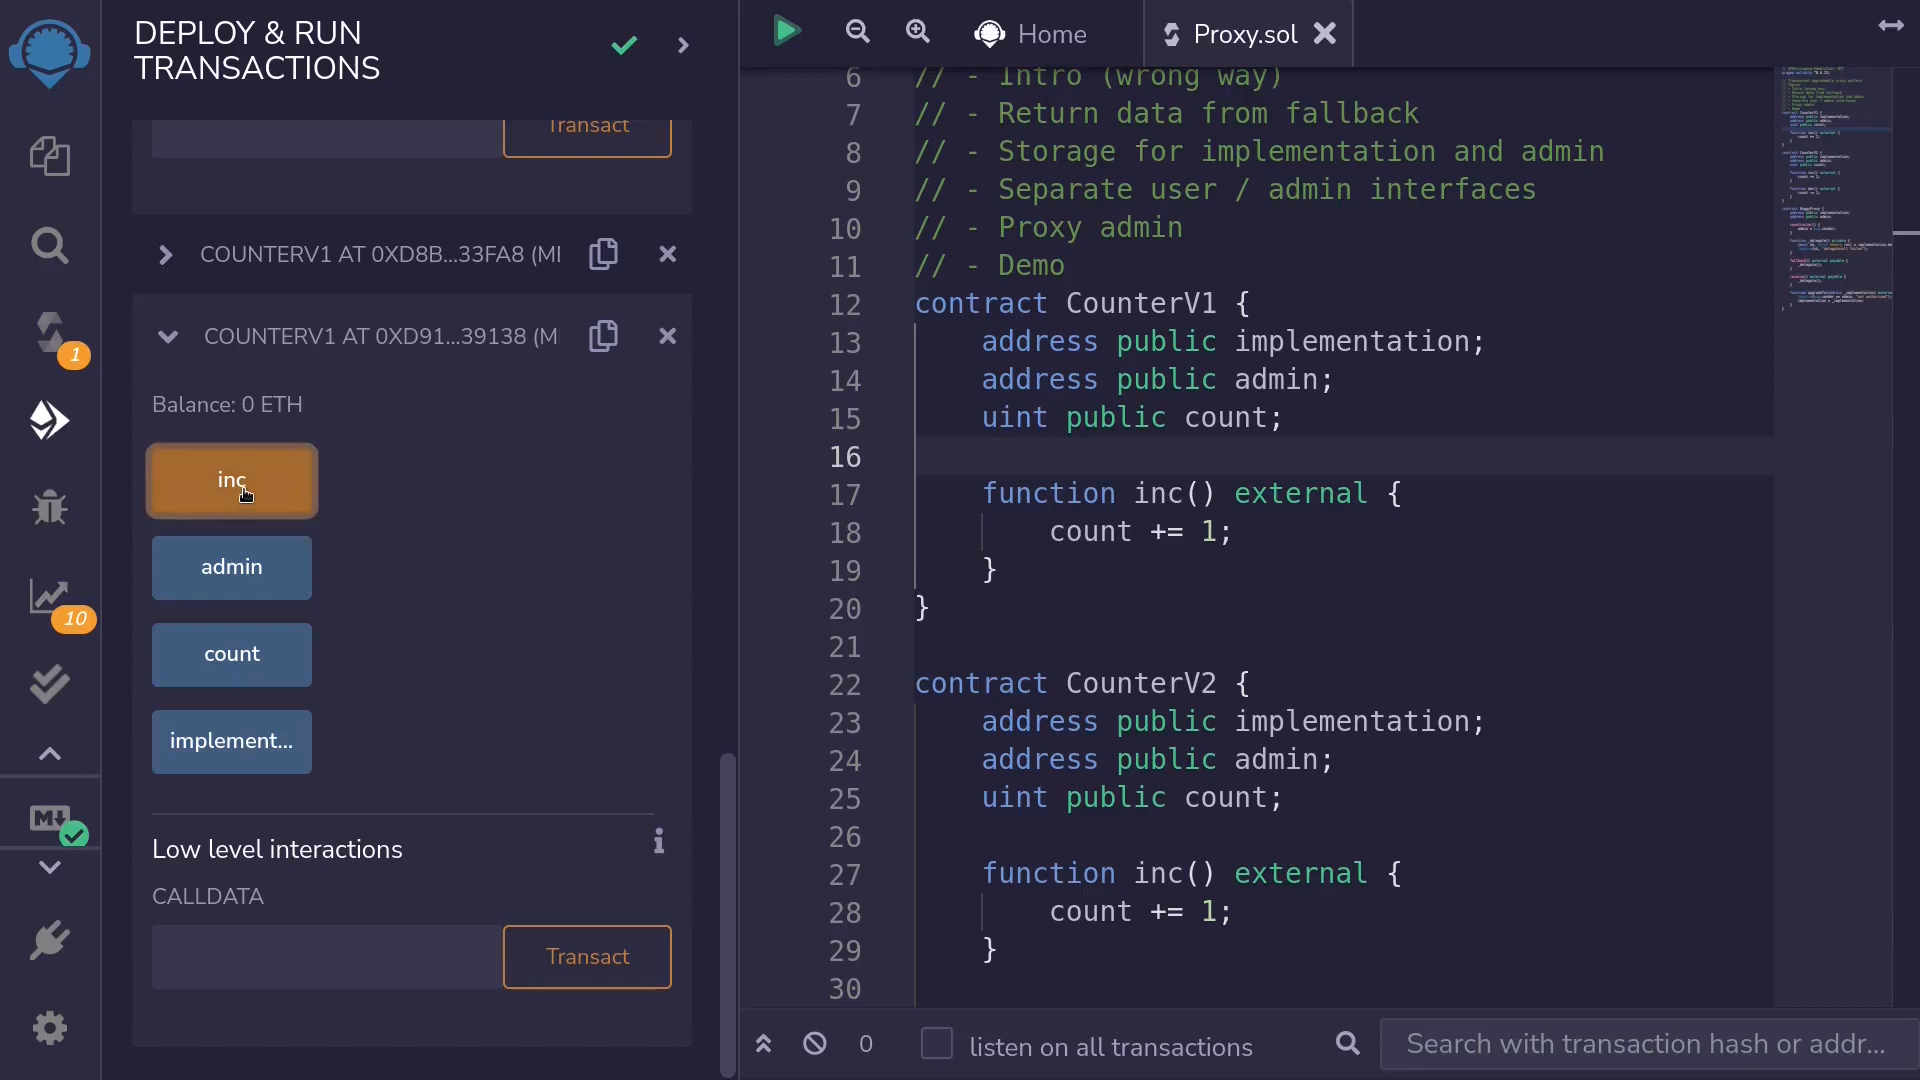 DEPLOY & RUN
TRANSACTIONS
Transact
COUNTERV1 AT 0XD8B...33FA8 (MI
COUNTERV1 AT 0XD91...39138 (M
Balance: 0 ETH
inc
admin
count
implement...
Low level interactions
CALLDATA
Transact
1
10
Home
Proxy.sol
6 // - Intro (wrong way)
7 // - Return data from fallback
8 // - Storage for implementation and admin
9 // - Separate user / admin interfaces
10 // - Proxy admin
11 // - Demo
12 contract CounterV1 {
13 address public implementation;
14 address public admin;
15 uint public count;
16
17 function inc() external {
18 count += 1;
19 }
20 }
21
22 contract CounterV2 {
23 address public implementation;
24 address public admin;
25 uint public count;
26
27 function inc() external {
28 count += 1;
29 }
30
0
listen on all transactions
Search with transaction hash or addr...